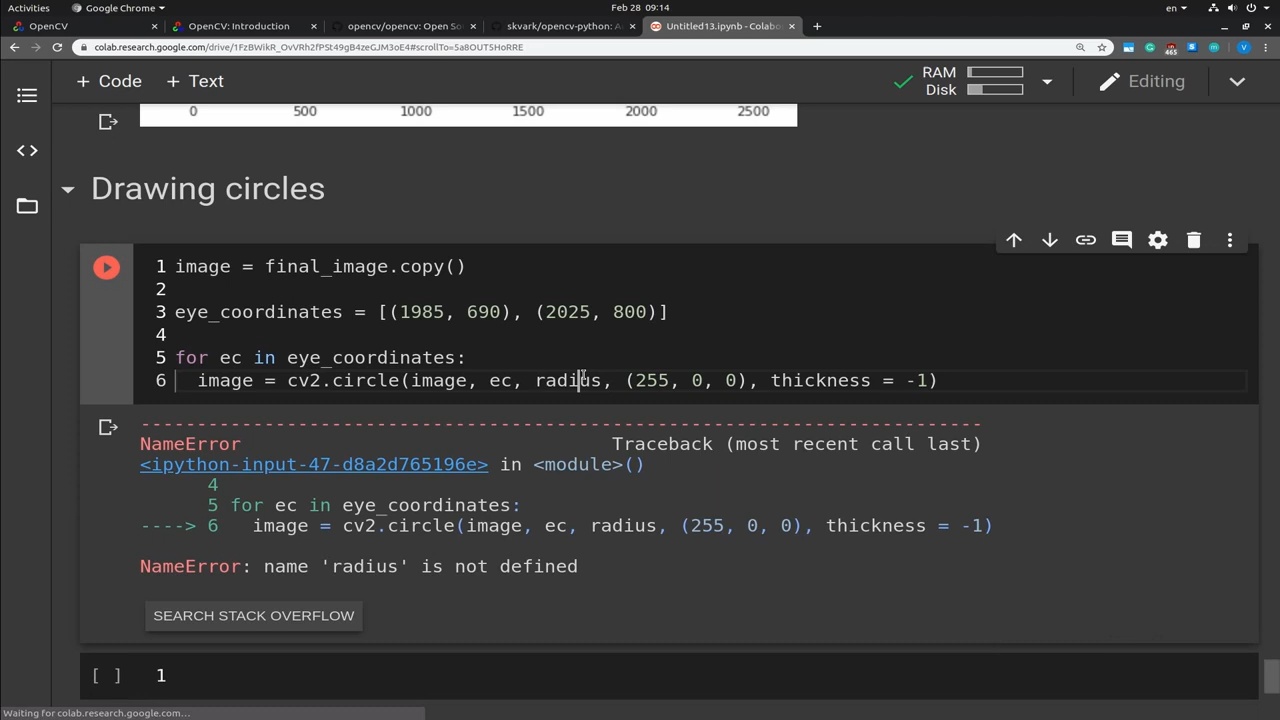 Activities Google Chrome Feb 28 09:14 en
OpenCV OpenCV: Introduction opencv/opencv: Open So skvark/opencv-python: A Untitled13.ipynb - Colabo
colab.research.google.com/drive/1FzBWikR_OvVRh2fPSt49gB4zeGJM3oE4#scrollTo=5a8OUT5HoRRE 465 V
+ Code + Text RAM Disk Editing
0 500 1000 1500 2000 2500
Drawing circles
1 image = final_image.copy()
2
3 eye_coordinates = [(1985, 690), (2025, 800)]
4
5 for ec in eye_coordinates:
6 image = cv2.circle(image, ec, radius, (255, 0, 0), thickness = -1)
---------------------------------------------------------------------------
NameError Traceback (most recent call last)
<ipython-input-47-d8a2d765196e> in <module>()
4
5 for ec in eye_coordinates:
----> 6 image = cv2.circle(image, ec, radius, (255, 0, 0), thickness = -1)
NameError: name 'radius' is not defined
SEARCH STACK OVERFLOW
[ ] 1
Waiting for colab.research.google.com...